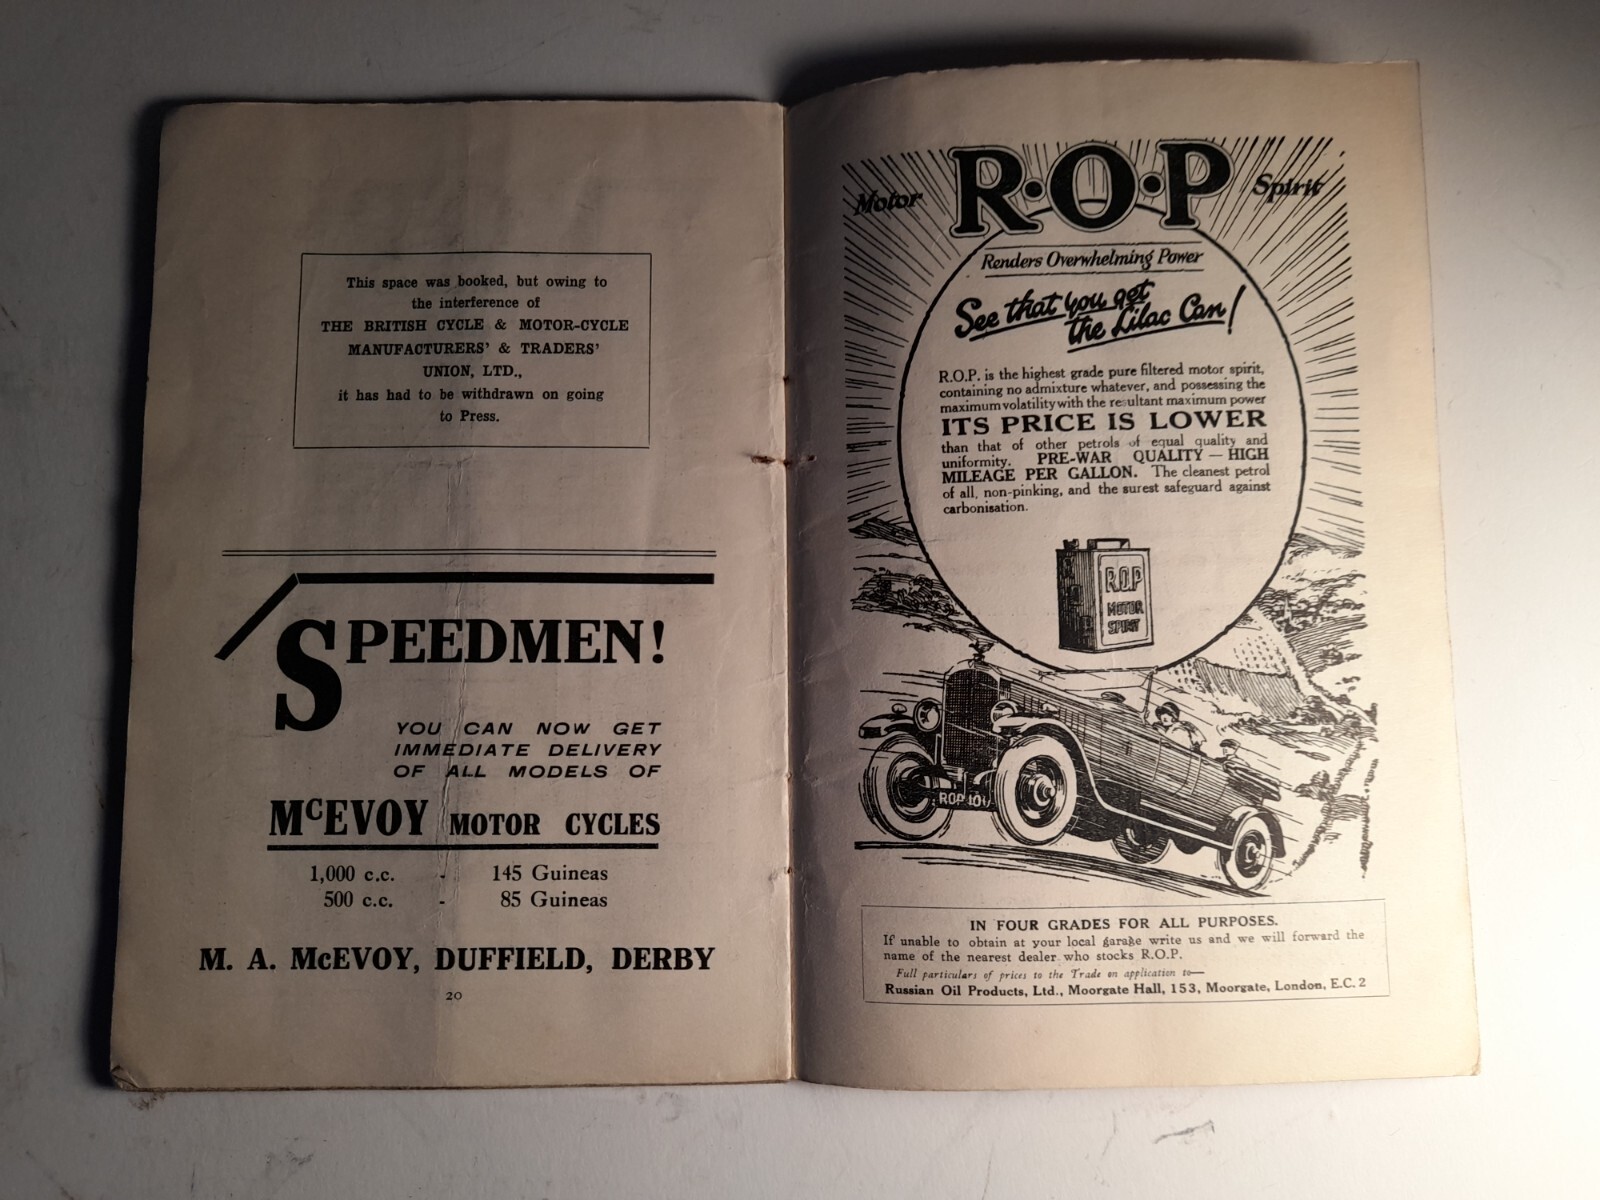 This space was booked, but owing to
the interference of
THE BRITISH CYCLE & MOTOR-CYCLE
MANUFACTURERS' & TRADERS'
UNION, LTD.,
it has had to be withdrawn on going
to Press.
SPEEDMEN!
YOU CAN NOW GET
IMMEDIATE DELIVERY
OF ALL MODELS OF
McEVOY MOTOR CYCLES
1,000 c.c. - 145 Guineas
500 c.c. - 85 Guineas
M. A. McEVOY, DUFFIELD, DERBY
20
Motor R·O·P Spirit
Renders Overwhelming Power
See that you get
the Lilac Can!
R.O.P. is the highest grade pure filtered motor spirit,
containing no admixture whatever, and possessing the
maximum volatility with the resultant maximum power
ITS PRICE IS LOWER
than that of other petrols of equal quality and
uniformity. PRE-WAR QUALITY — HIGH
MILEAGE PER GALLON. The cleanest petrol
of all, non-pinking, and the surest safeguard against
carbonisation.
R.O.P
MOTOR
SPIRIT
ROP 101
IN FOUR GRADES FOR ALL PURPOSES.
If unable to obtain at your local garage write us and we will forward the
name of the nearest dealer who stocks R.O.P.
Full particulars of prices to the Trade on application to—
Russian Oil Products, Ltd., Moorgate Hall, 153, Moorgate, London, E.C. 2